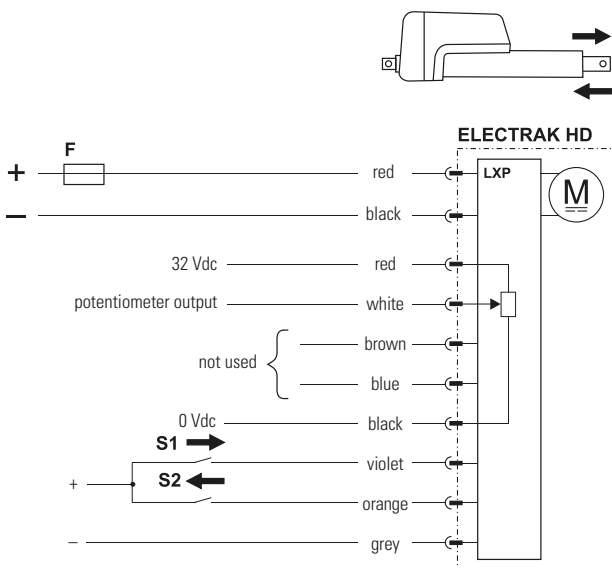 ELECTRAK HD
F
+ red LXP
M
– black
32 Vdc red
potentiometer output white
brown
not used
blue
0 Vdc black
S1
violet
+ S2
orange
– grey